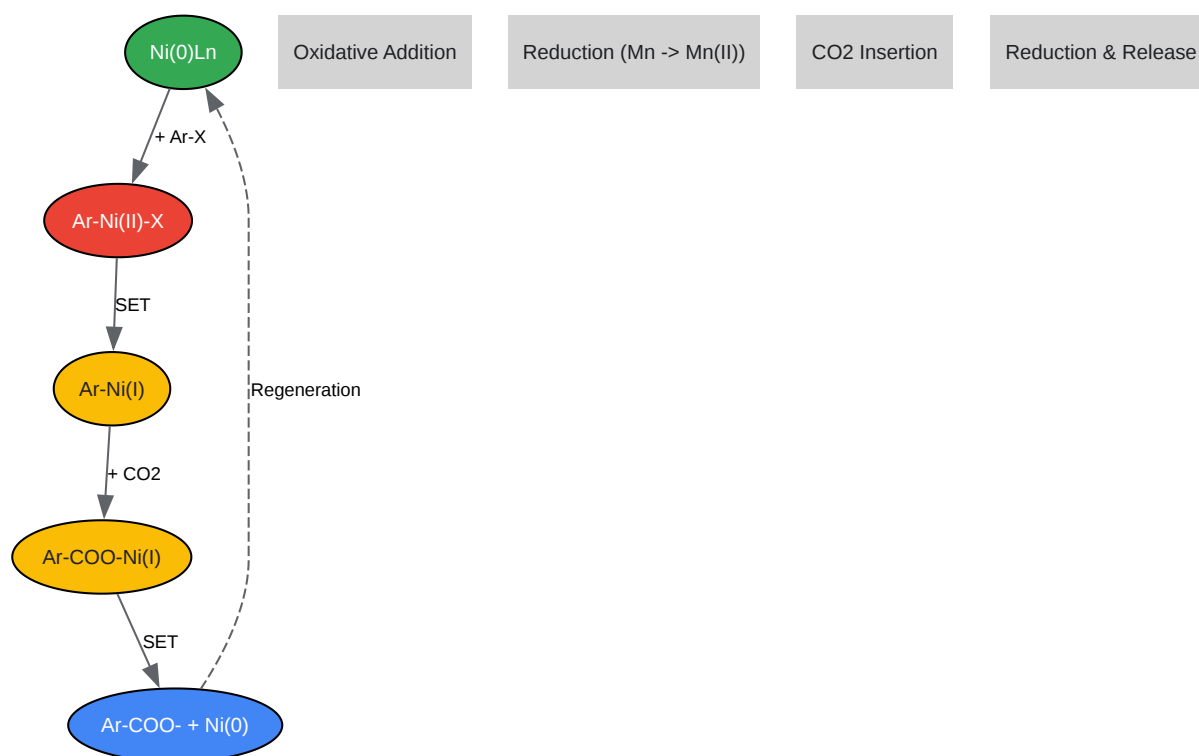 Ni(0)Ln
Oxidative Addition
Reduction (Mn -> Mn(II))
CO2 Insertion
Reduction & Release
+ Ar-X
Ar-Ni(II)-X
SET
Ar-Ni(I)
Regeneration
+ CO2
Ar-COO-Ni(I)
SET
Ar-COO- + Ni(0)